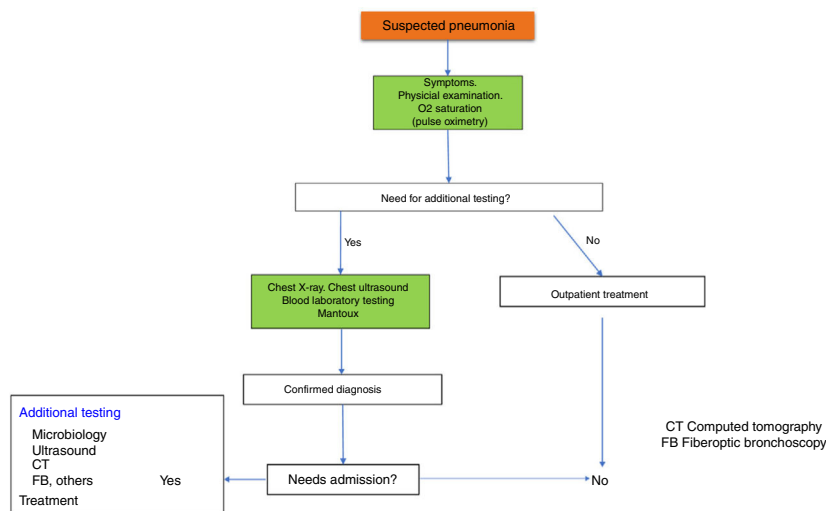 Suspected pneumonia
Symptoms.
Physicial examination.
O2 saturation
(pulse oximetry)
Need for additional testing?
Yes
No
Chest X-ray. Chest ultrasound
Blood laboratory testing
Mantoux
Outpatient treatment
Confirmed diagnosis
Additional testing
Microbiology
Ultrasound
CT
FB, others
Yes
Treatment
Needs admission?
No
CT Computed tomography
FB Fiberoptic bronchoscopy